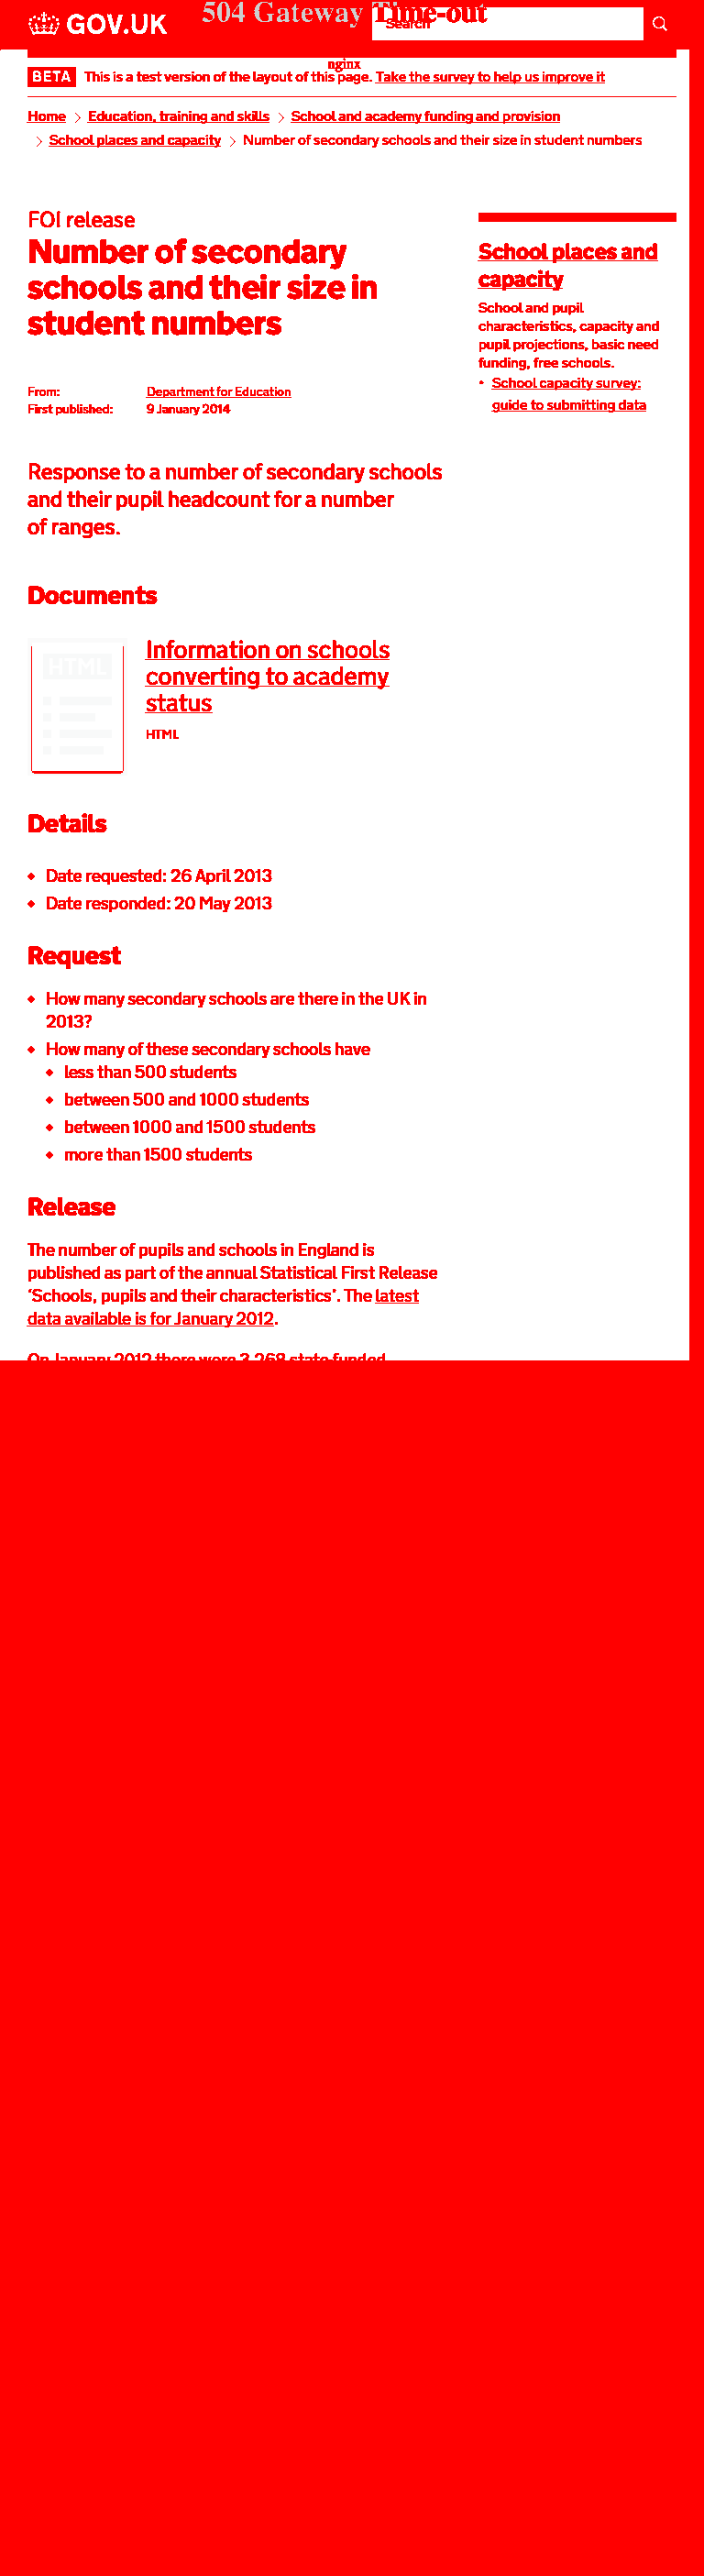 GOV.UK
504 Gateway Time-out
Search
nginx
BETA This is a test version of the layout of this page. Take the survey to help us improve it
Home > Education, training and skills > School and academy funding and provision
> School places and capacity > Number of secondary schools and their size in student numbers
FOI release
Number of secondary
schools and their size in
student numbers
From: Department for Education
First published: 9 January 2014
School places and
capacity
School and pupil
characteristics, capacity and
pupil projections, basic need
funding, free schools.
• School capacity survey:
guide to submitting data
Response to a number of secondary schools
and their pupil headcount for a number
of ranges.
Documents
HTML
Information on schools
converting to academy
status
HTML
Details
• Date requested: 26 April 2013
• Date responded: 20 May 2013
Request
• How many secondary schools are there in the UK in
2013?
• How many of these secondary schools have
• less than 500 students
• between 500 and 1000 students
• between 1000 and 1500 students
• more than 1500 students
Release
The number of pupils and schools in England is
published as part of the annual Statistical First Release
‘Schools, pupils and their characteristics’. The latest
data available is for January 2012.
On January 2012 there were 3,268 state-funded